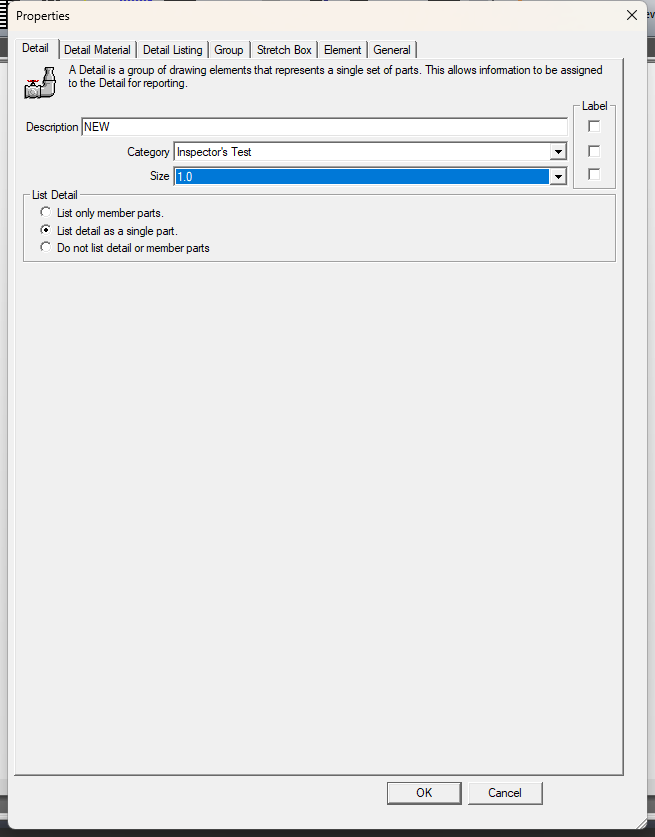 Properties
Detail
Detail Material
Detail Listing
Group
Stretch Box
Element
General
A Detail is a group of drawing elements that represents a single set of parts. This allows information to be assigned
to the Detail for reporting.
Label
Description NEW
Category Inspector's Test
Size 1.0
List Detail
List only member parts.
List detail as a single part.
Do not list detail or member parts
OK
Cancel